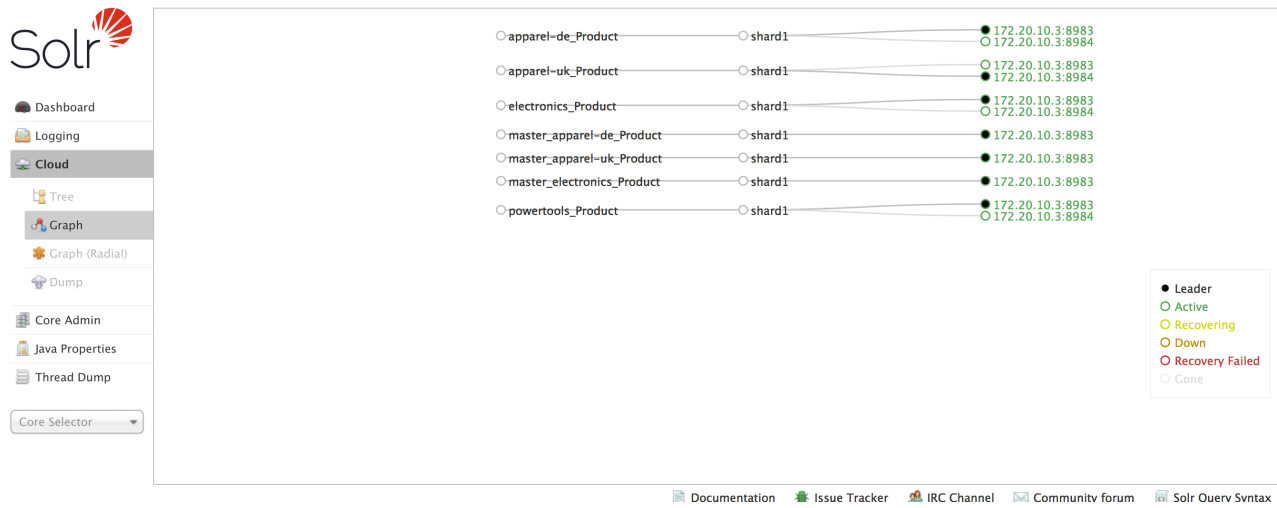 Solr
Dashboard
Logging
Cloud
Tree
Graph
Graph (Radial)
Dump
Core Admin
Java Properties
Thread Dump
Core Selector
apparel-de_Product shard1 172.20.10.3:8983
172.20.10.3:8984
apparel-uk_Product shard1 172.20.10.3:8983
172.20.10.3:8984
electronics_Product shard1 172.20.10.3:8983
172.20.10.3:8984
master_apparel-de_Product shard1 172.20.10.3:8983
master_apparel-uk_Product shard1 172.20.10.3:8983
master_electronics_Product shard1 172.20.10.3:8983
powertools_Product shard1 172.20.10.3:8983
172.20.10.3:8984
Leader
Active
Recovering
Down
Recovery Failed
Gone
Documentation Issue Tracker IRC Channel Community forum Solr Query Syntax